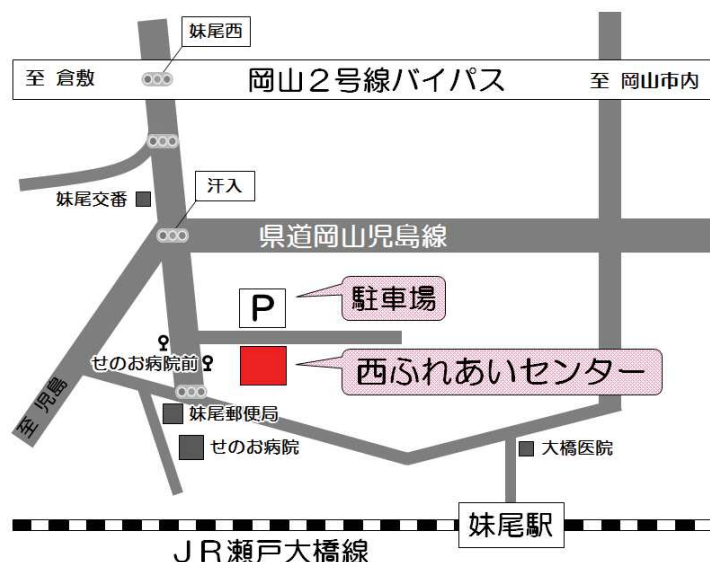 妹尾西
至 倉敷
岡山２号線バイパス
至 岡山市内
妹尾交番
汗入
県道岡山児島線
P
駐車場
せのお病院前
西ふれあいセンター
至 児島
妹尾郵便局
せのお病院
大橋医院
妹尾駅
ＪＲ瀬戸大橋線